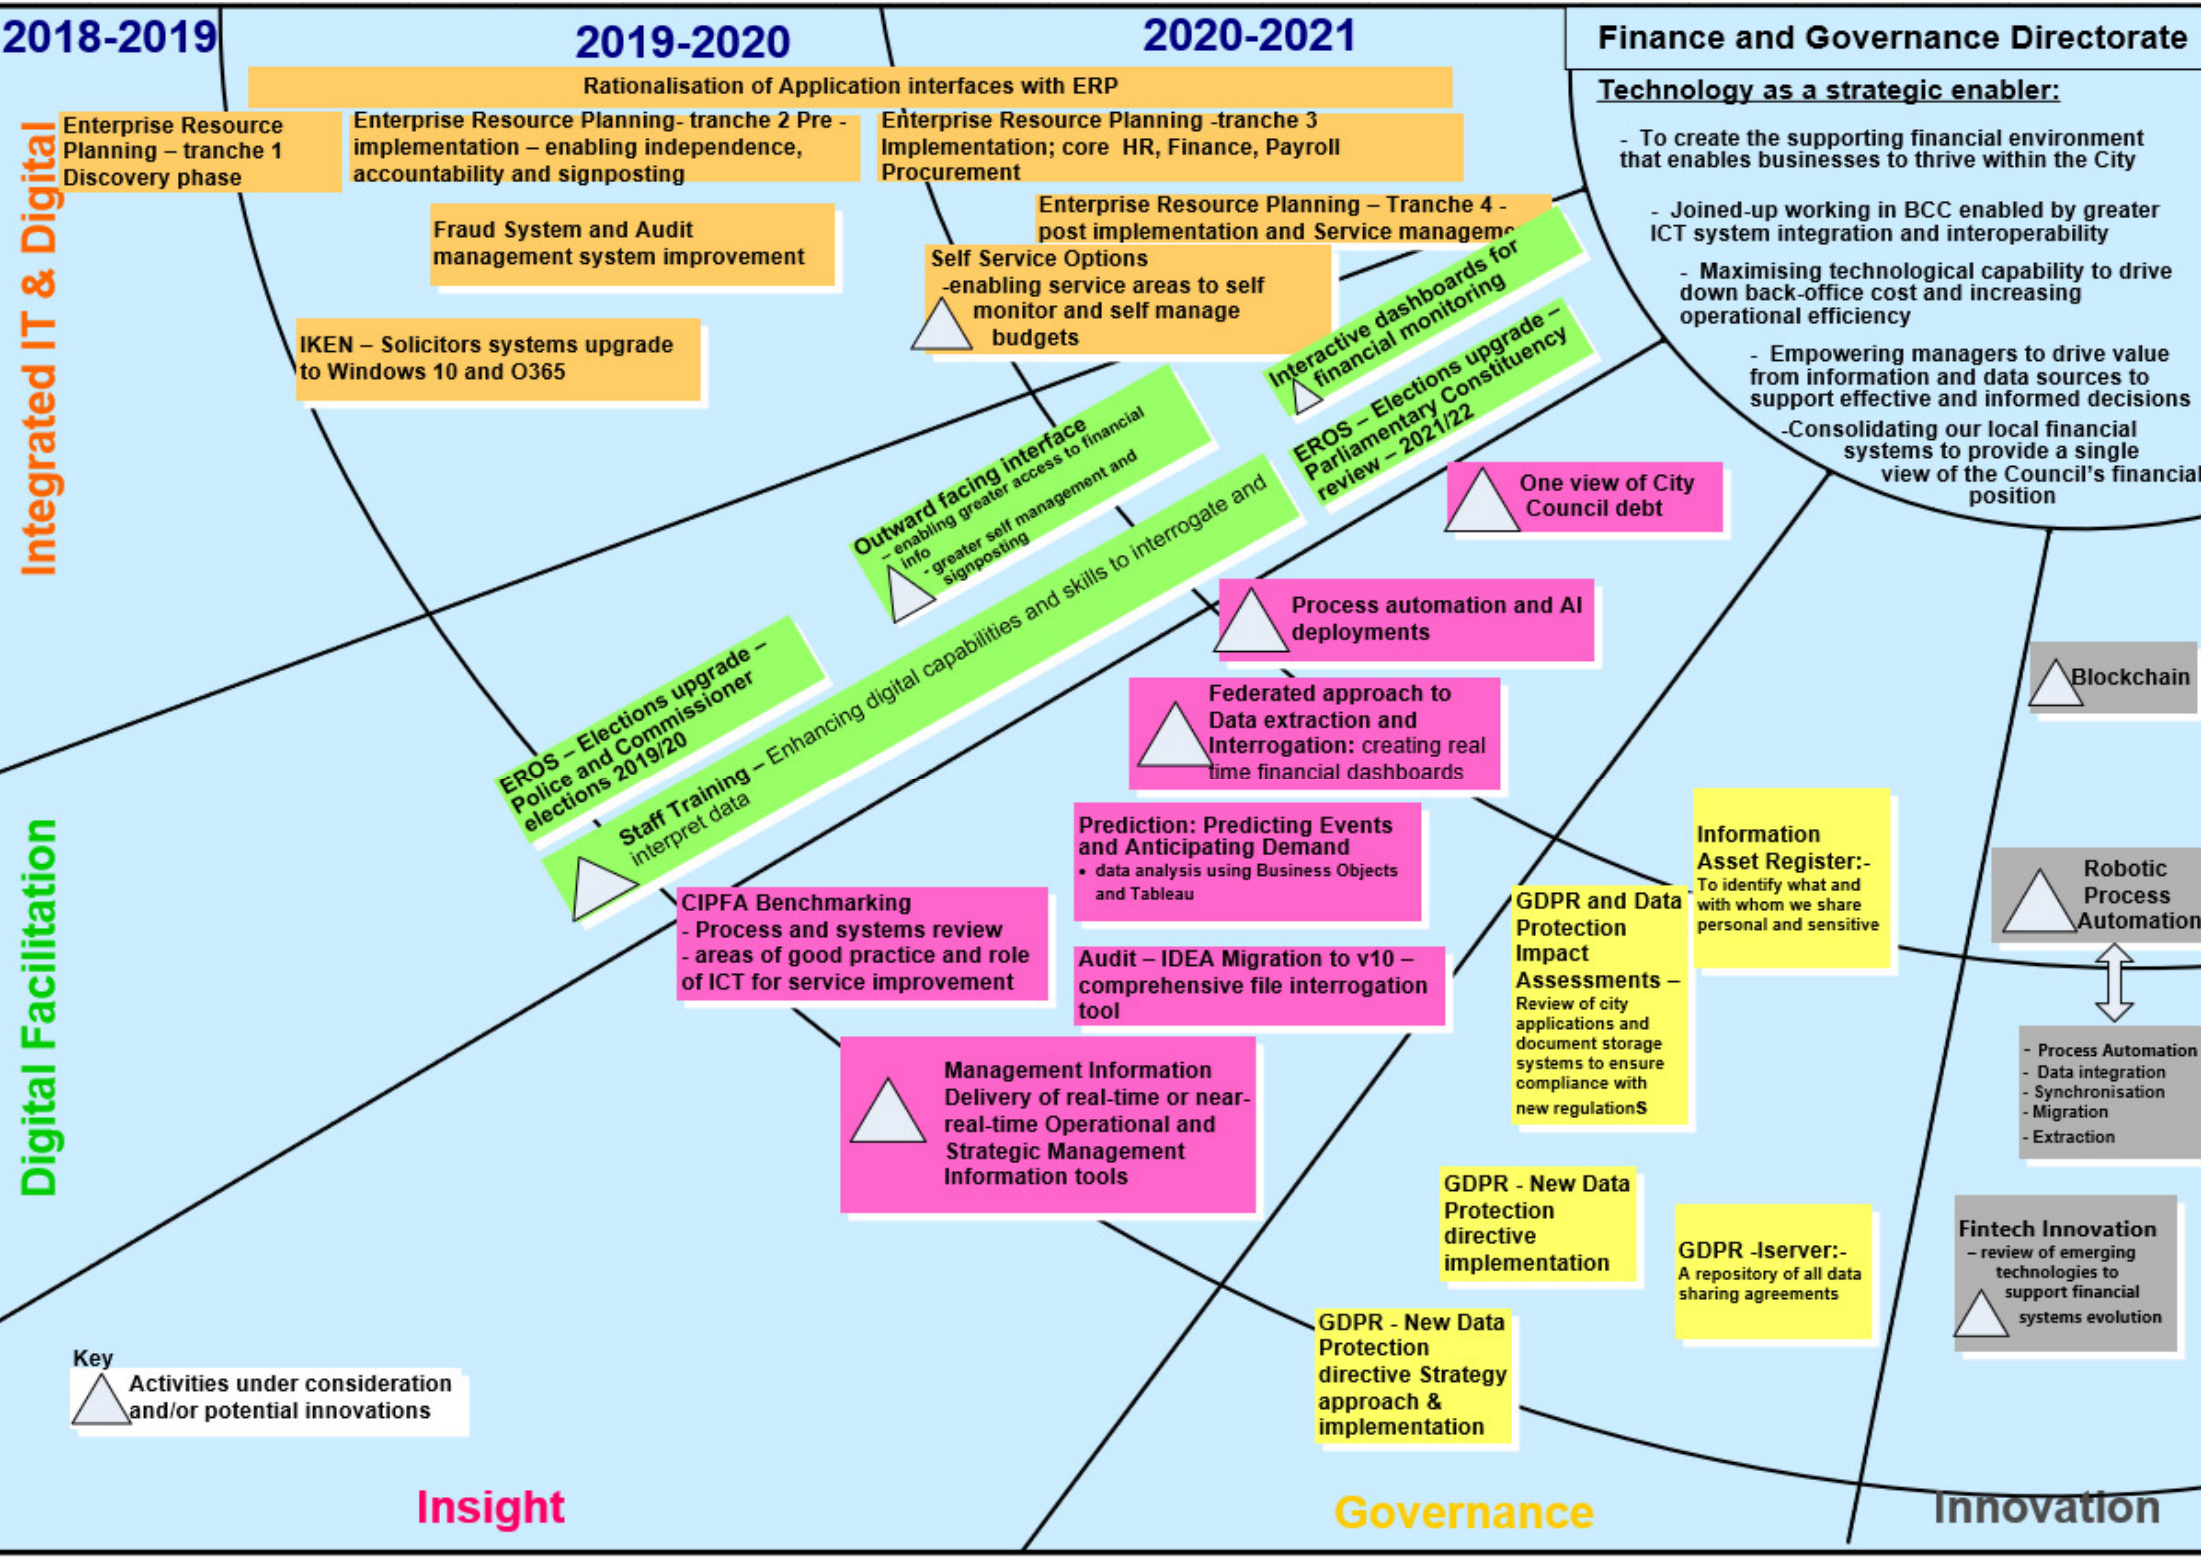 2018-2019
2019-2020
2020-2021
Finance and Governance Directorate
Technology as a strategic enabler:
- To create the supporting financial environment
that enables businesses to thrive within the City
- Joined-up working in BCC enabled by greater
ICT system integration and interoperability
- Maximising technological capability to drive
down back-office cost and increasing
operational efficiency
- Empowering managers to drive value
from information and data sources to
support effective and informed decisions
-Consolidating our local financial
systems to provide a single
view of the Council's financial
position
Integrated IT & Digital
Rationalisation of Application interfaces with ERP
Enterprise Resource
Planning – tranche 1
Discovery phase
Enterprise Resource Planning- tranche 2 Pre -
implementation – enabling independence,
accountability and signposting
Enterprise Resource Planning -tranche 3
Implementation; core HR, Finance, Payroll
Procurement
Enterprise Resource Planning – Tranche 4 -
post implementation and Service manageme
Fraud System and Audit
management system improvement
Self Service Options
-enabling service areas to self
monitor and self manage
budgets
IKEN – Solicitors systems upgrade
to Windows 10 and O365
Digital Facilitation
Interactive dashboards for
financial monitoring
EROS – Elections upgrade –
Parliamentary Constituency
review – 2021/22
Outward facing interface
– enabling greater access to financial
info
- greater self management and
signposting
EROS – Elections upgrade –
Police and Commissioner
elections 2019/20
Staff Training – Enhancing digital capabilities and skills to interrogate and
interpret data
One view of City
Council debt
Process automation and AI
deployments
Federated approach to
Data extraction and
Interrogation: creating real
time financial dashboards
Prediction: Predicting Events
and Anticipating Demand
• data analysis using Business Objects
and Tableau
CIPFA Benchmarking
- Process and systems review
- areas of good practice and role
of ICT for service improvement
Audit – IDEA Migration to v10 –
comprehensive file interrogation
tool
Management Information
Delivery of real-time or near-
real-time Operational and
Strategic Management
Information tools
Information
Asset Register:-
To identify what and
with whom we share
personal and sensitive
GDPR and Data
Protection
Impact
Assessments –
Review of city
applications and
document storage
systems to ensure
compliance with
new regulations
GDPR - New Data
Protection
directive
implementation
GDPR -Iserver:-
A repository of all data
sharing agreements
GDPR - New Data
Protection
directive Strategy
approach &
implementation
Blockchain
Robotic
Process
Automation
- Process Automation
- Data integration
- Synchronisation
- Migration
- Extraction
Fintech Innovation
– review of emerging
technologies to
support financial
systems evolution
Key
Activities under consideration
and/or potential innovations
Insight
Governance
Innovation